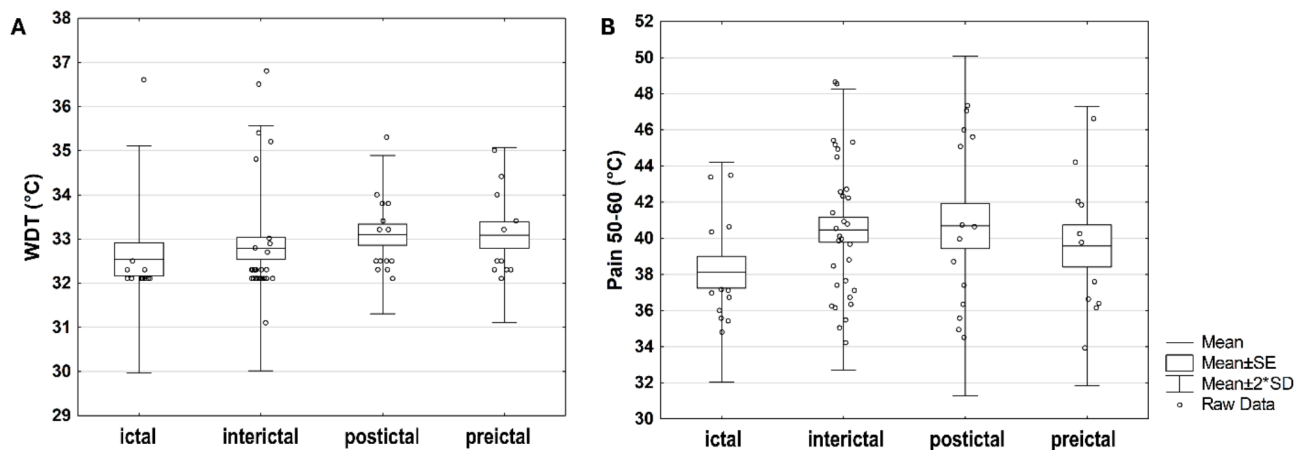 A
WDT (°C)
38
37
36
35
34
33
32
31
30
29
ictal interictal postictal preictal
B
Pain 50-60 (°C)
52
50
48
46
44
42
40
38
36
34
32
30
ictal interictal postictal preictal
Mean
Mean±SE
Mean±2*SD
Raw Data